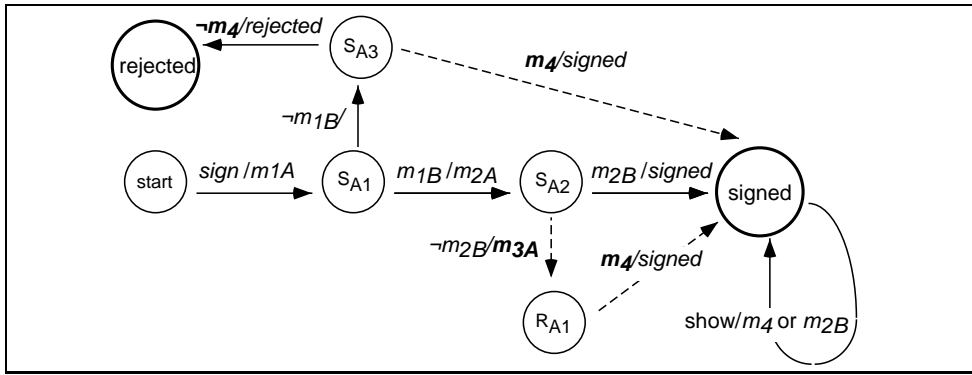 ¬m4/rejected
SA3
rejected
m4/signed
¬m1B/
start
sign/m1A
SA1
m1B/m2A
SA2
m2B/signed
signed
¬m2B/m3A
m4/signed
RA1
show/m4 or m2B